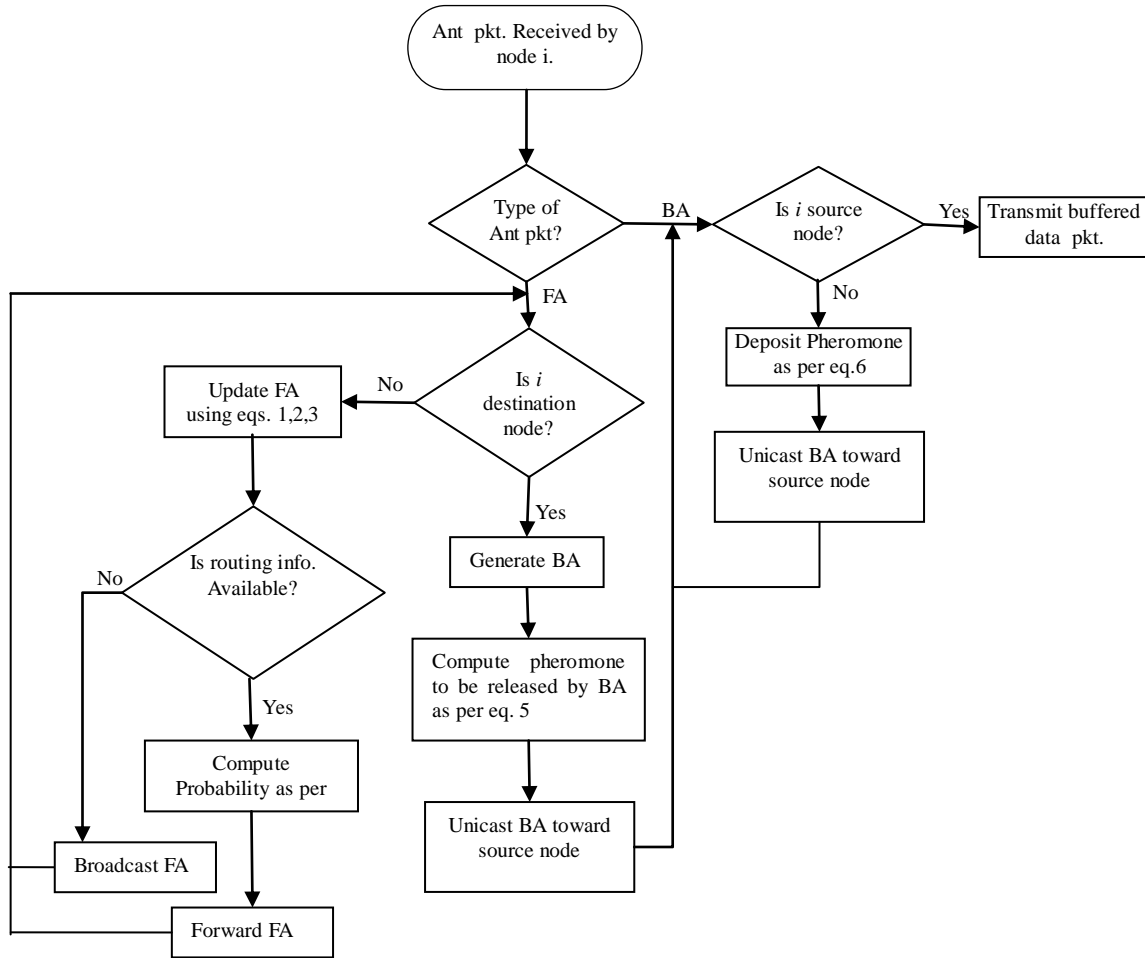 Ant pkt. Received by
node i.
Type of
Ant pkt?
BA
Is i source
node?
Yes
Transmit buffered
data pkt.
No
Deposit Pheromone
as per eq.6
Unicast BA toward
source node
FA
Is i
destination
node?
No
Update FA
using eqs. 1,2,3
Is routing info.
Available?
No
Broadcast FA
Yes
Compute
Probability as per
Forward FA
Yes
Generate BA
Compute pheromone
to be released by BA
as per eq. 5
Unicast BA toward
source node